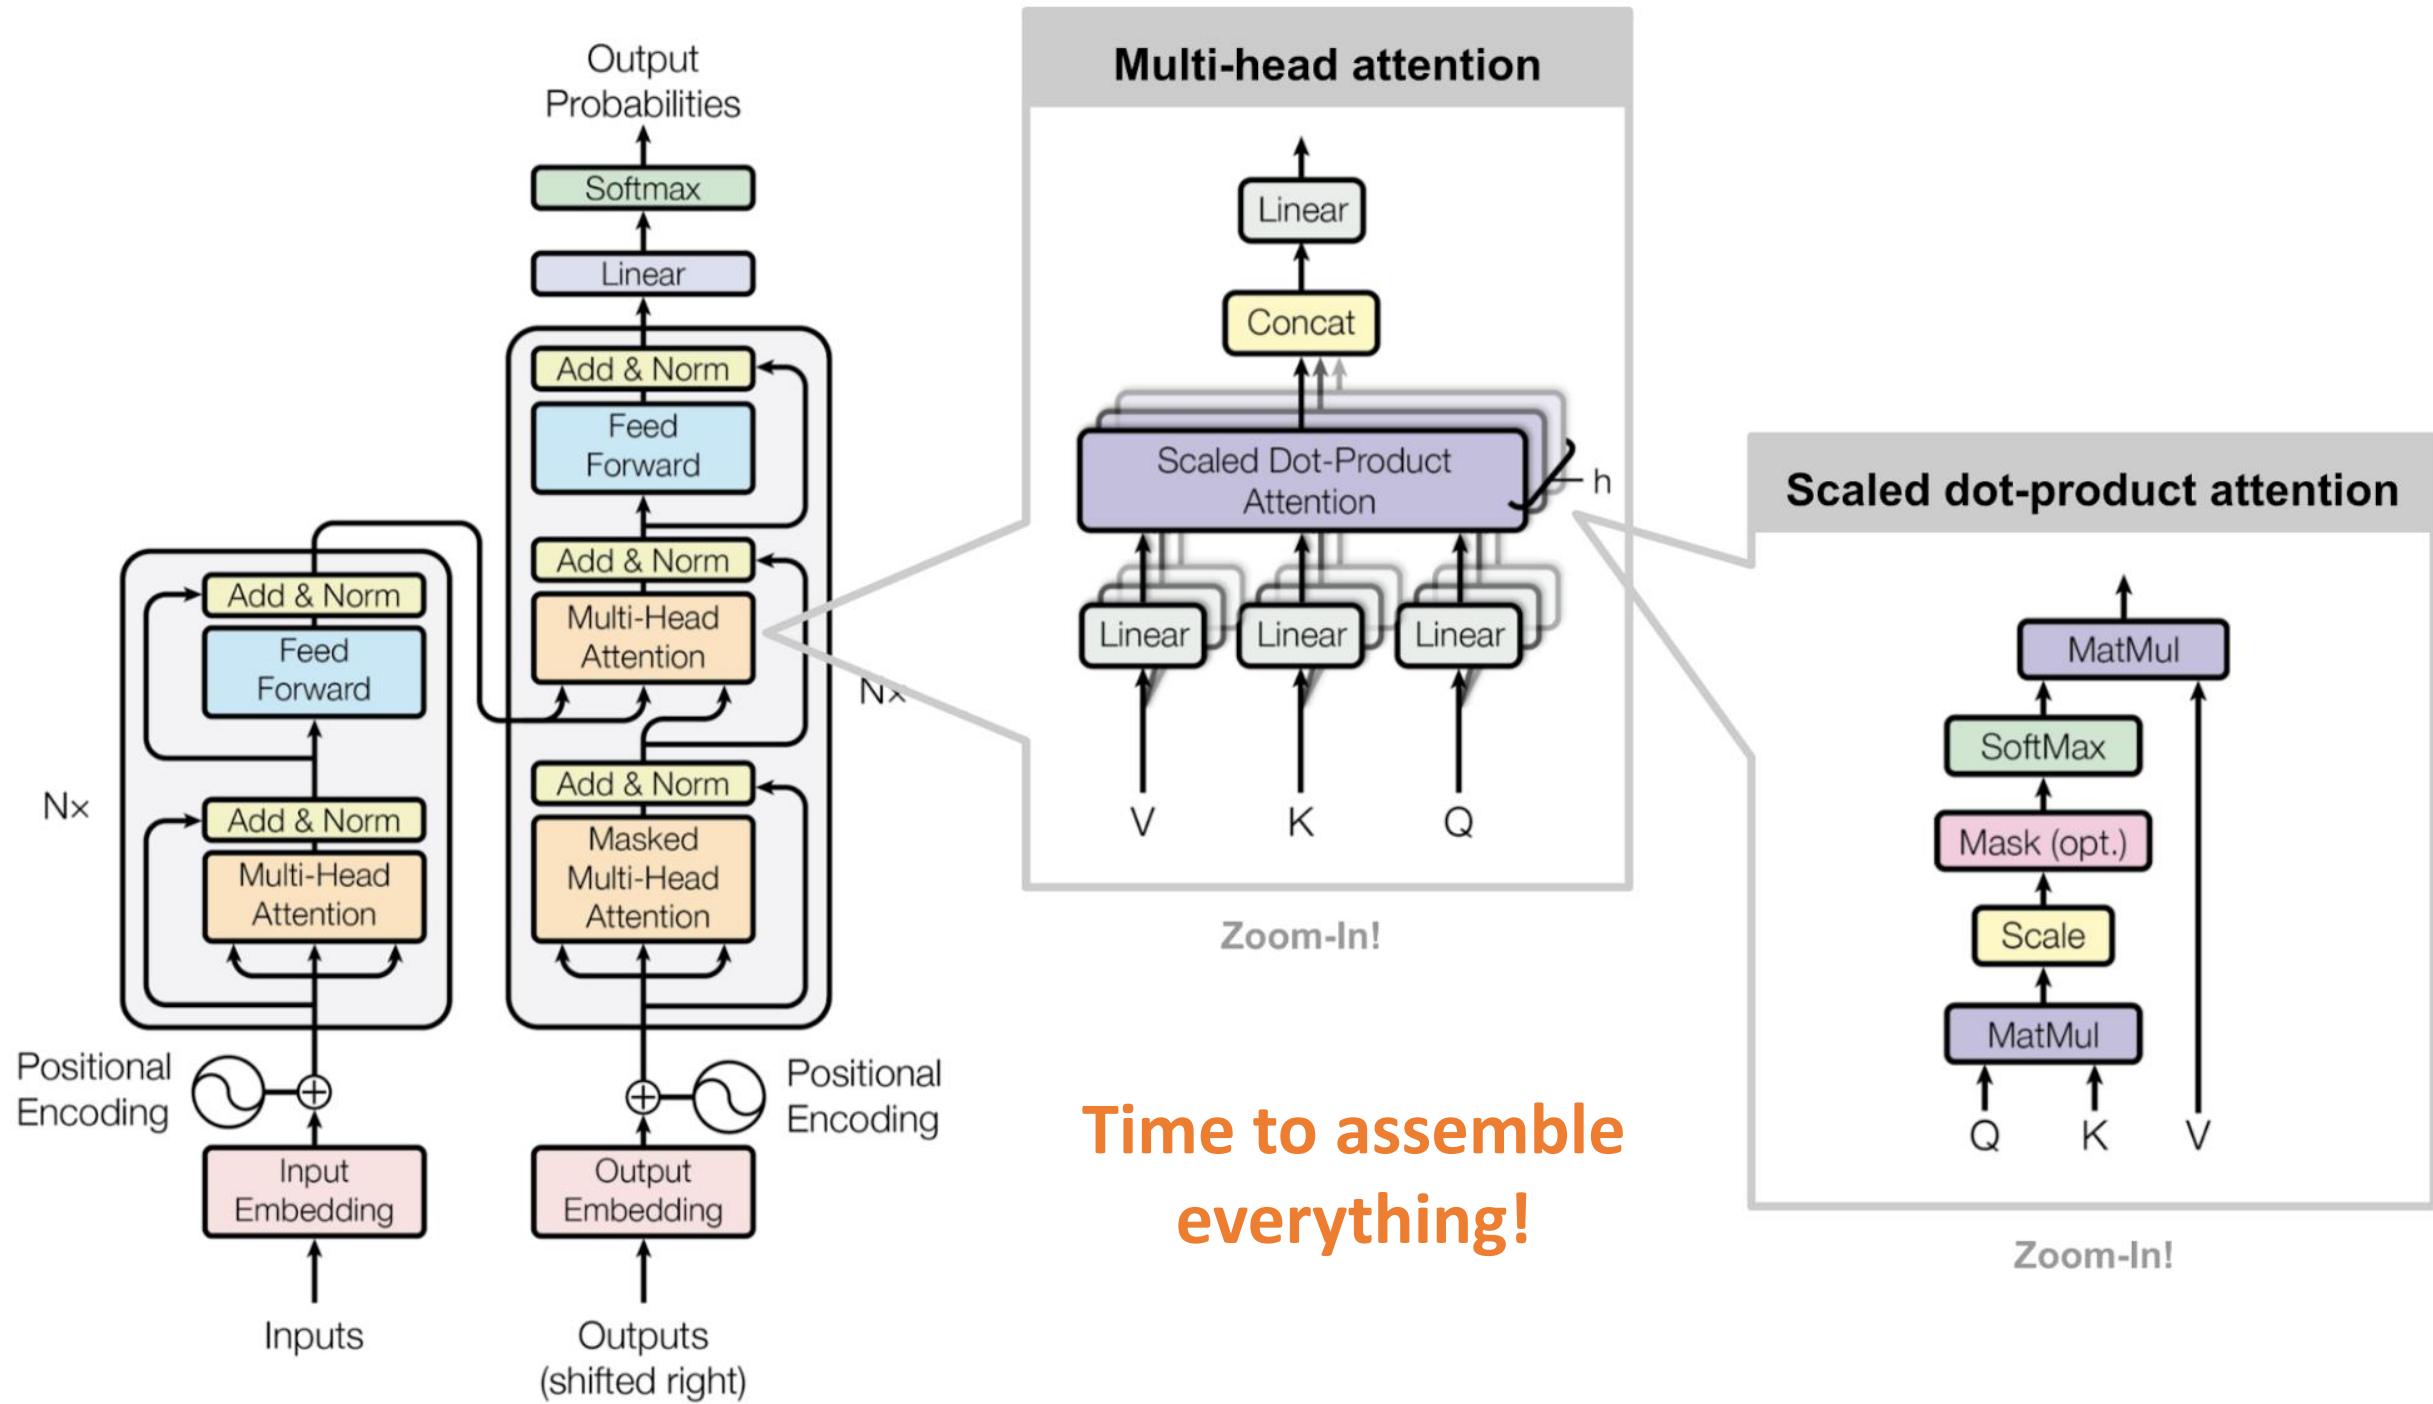 Output
Probabilities
Softmax
Linear
Add & Norm
Feed
Forward
Add & Norm
Multi-Head
Attention
Nx
Add & Norm
Masked
Multi-Head
Attention
Positional
Encoding
Output
Embedding
Outputs
(shifted right)
Add & Norm
Feed
Forward
Nx
Add & Norm
Multi-Head
Attention
Positional
Encoding
Input
Embedding
Inputs
Multi-head attention
Linear
Concat
Scaled Dot-Product
Attention
h
Linear Linear Linear
V K Q
Zoom-In!
Time to assemble
everything!
Scaled dot-product attention
MatMul
SoftMax
Mask (opt.)
Scale
MatMul
Q K V
Zoom-In!